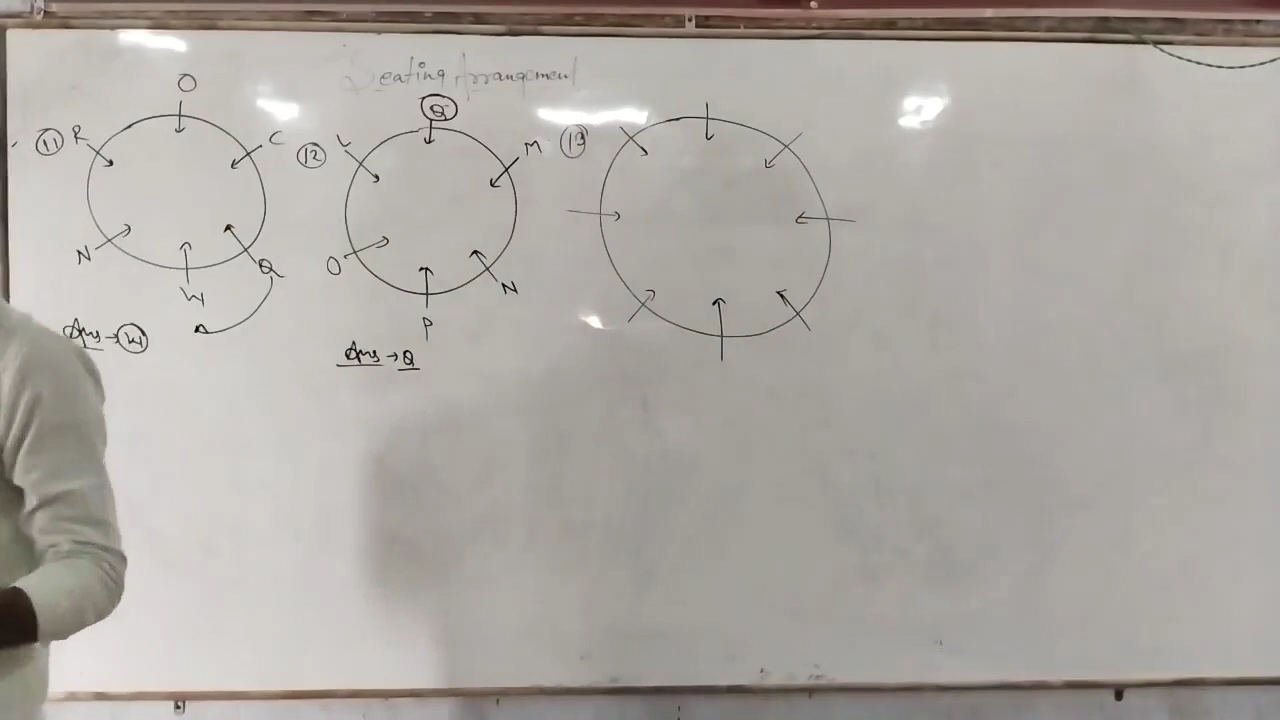 Seating Arrangement
11
O
R
C
N
W
Q
Ans → W
12
Q
L
M
O
N
P
Ans → Q
13